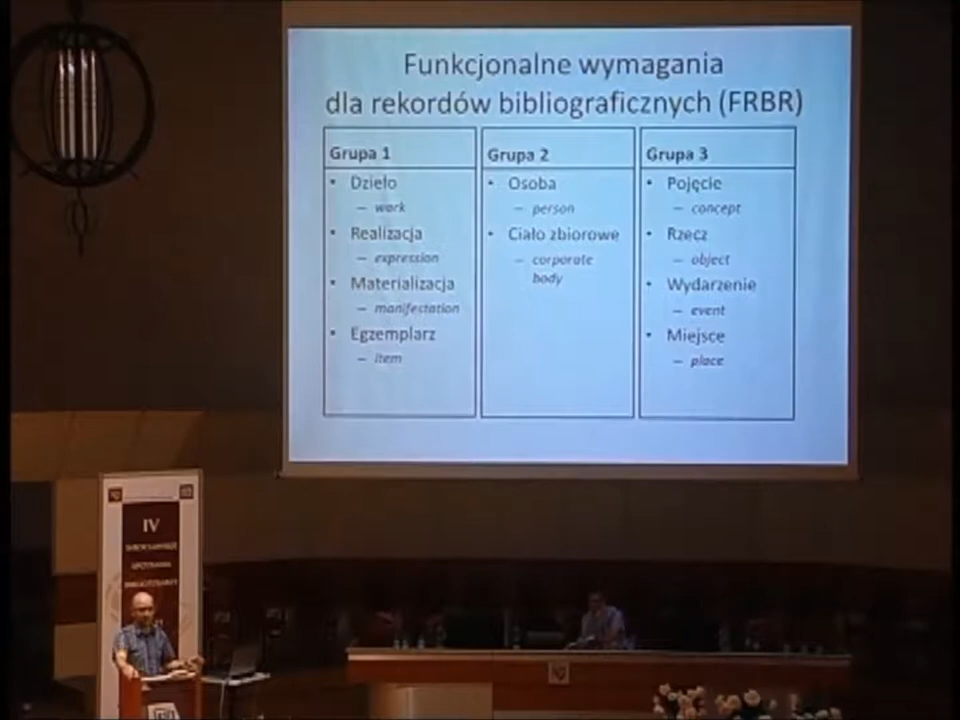 Funkcjonalne wymagania
dla rekordów bibliograficznych (FRBR)
Grupa 1
• Dzieło
– work
• Realizacja
– expression
• Materializacja
– manifestation
• Egzemplarz
– item
Grupa 2
• Osoba
– person
• Ciało zbiorowe
– corporate
body
Grupa 3
• Pojęcie
– concept
• Rzecz
– object
• Wydarzenie
– event
• Miejsce
– place
IV